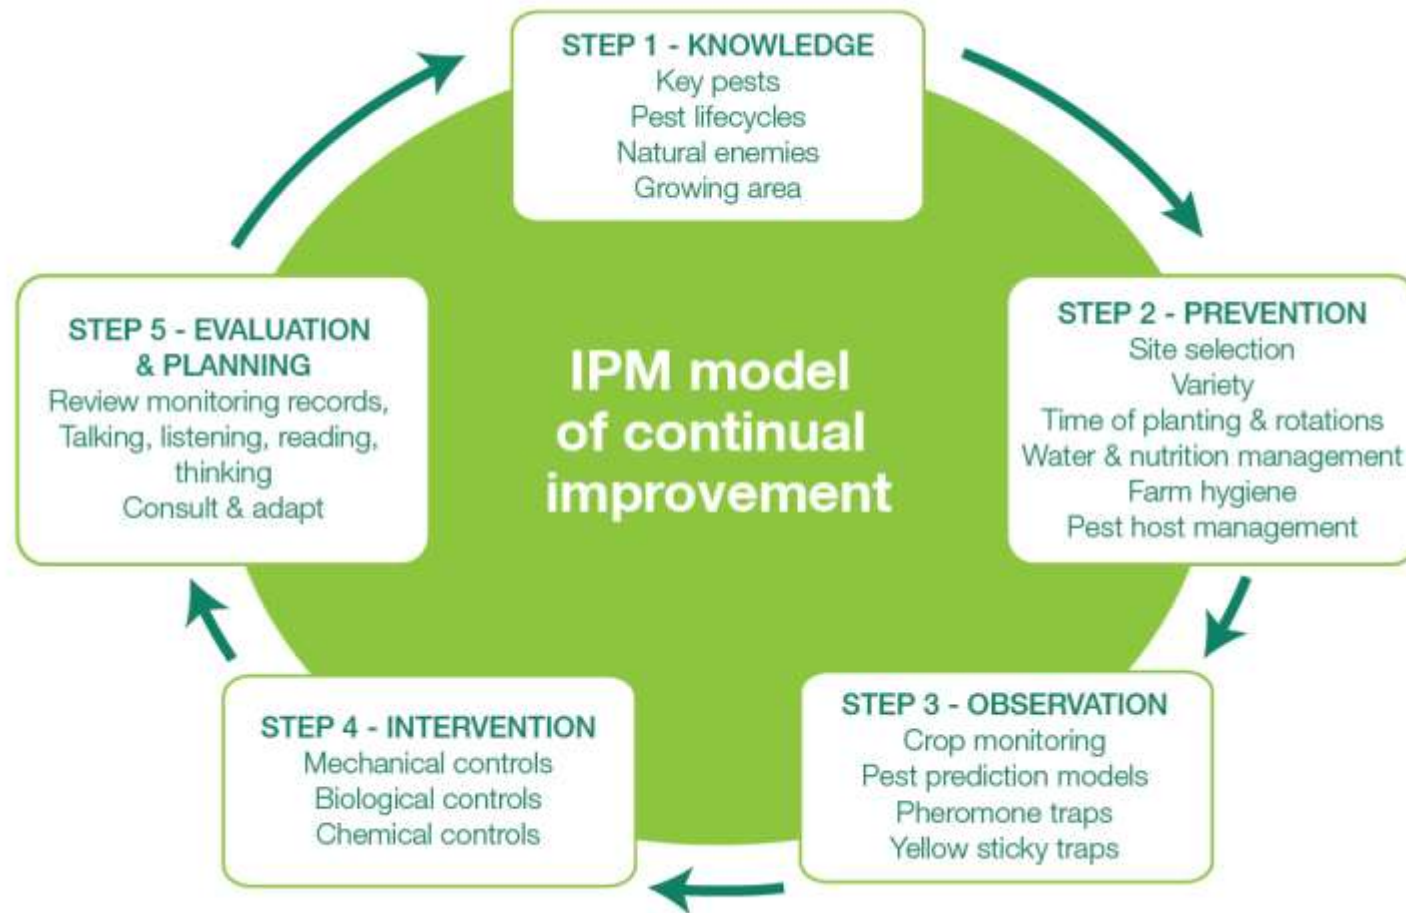 STEP 1 - KNOWLEDGE
Key pests
Pest lifecycles
Natural enemies
Growing area
STEP 2 - PREVENTION
Site selection
Variety
Time of planting & rotations
Water & nutrition management
Farm hygiene
Pest host management
STEP 3 - OBSERVATION
Crop monitoring
Pest prediction models
Pheromone traps
Yellow sticky traps
STEP 4 - INTERVENTION
Mechanical controls
Biological controls
Chemical controls
STEP 5 - EVALUATION
& PLANNING
Review monitoring records,
Talking, listening, reading,
thinking
Consult & adapt
IPM model
of continual
improvement